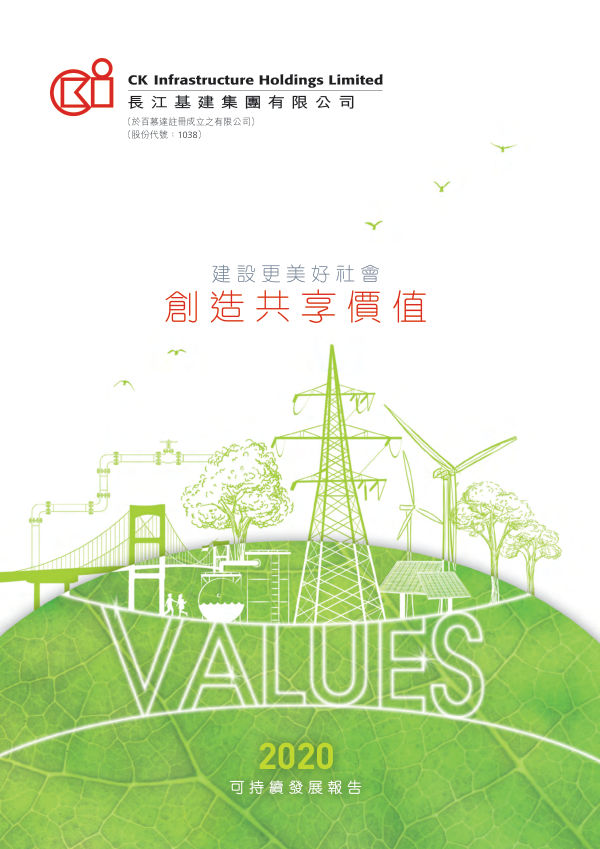 CK Infrastructure Holdings Limited
長江基建集團有限公司
(於百慕達註冊成立之有限公司)
(股份代號：1038)
建設更美好社會
創造共享價值
VALUES
2020
可持續發展報告